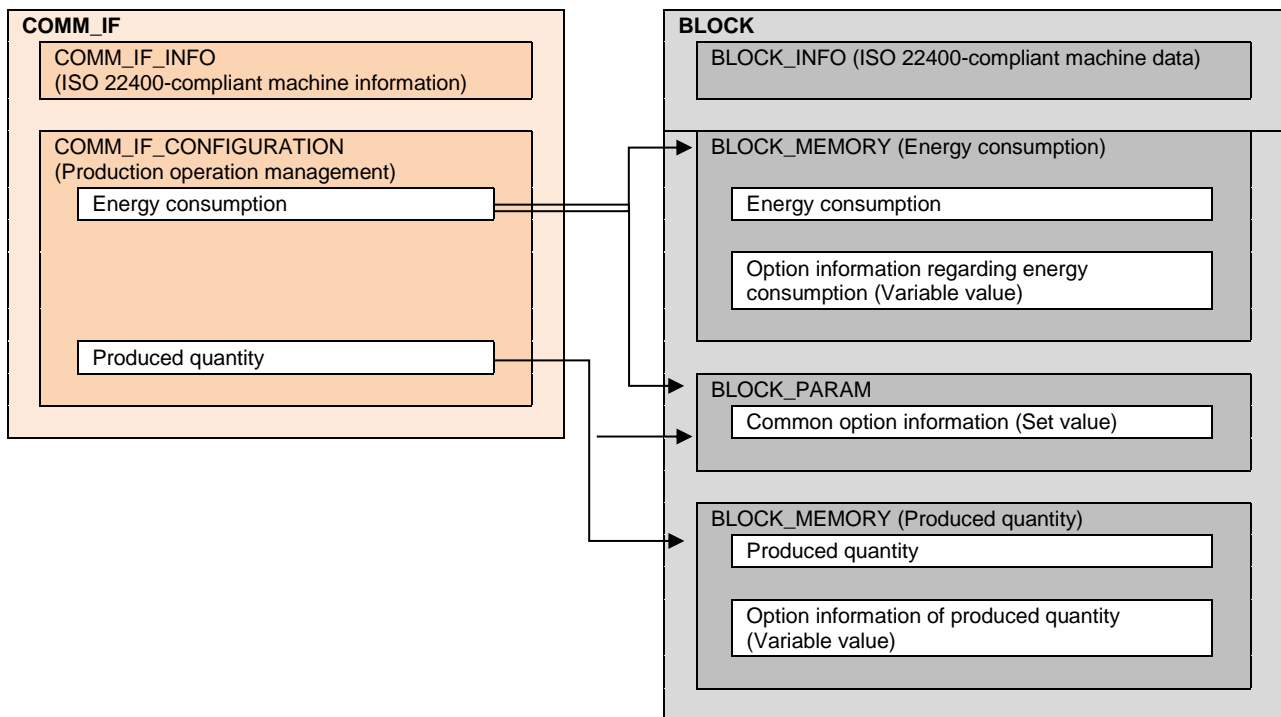 COMM_IF
COMM_IF_INFO
(ISO 22400-compliant machine information)
COMM_IF_CONFIGURATION
(Production operation management)
Energy consumption
Produced quantity
BLOCK
BLOCK_INFO (ISO 22400-compliant machine data)
BLOCK_MEMORY (Energy consumption)
Energy consumption
Option information regarding energy
consumption (Variable value)
BLOCK_PARAM
Common option information (Set value)
BLOCK_MEMORY (Produced quantity)
Produced quantity
Option information of produced quantity
(Variable value)